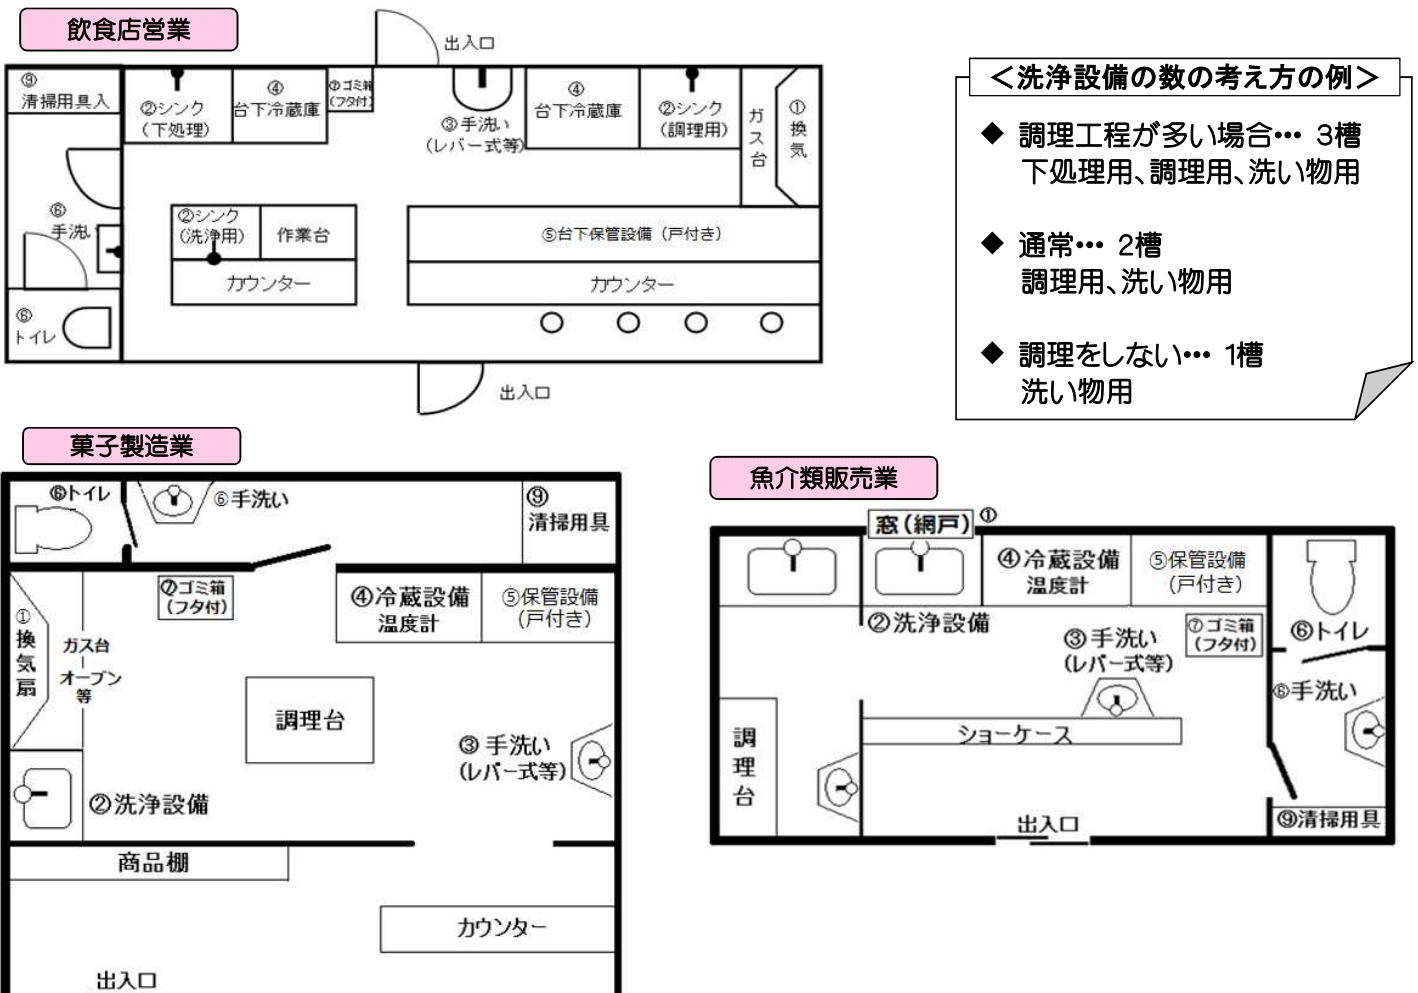 飲食店営業
出入口
⑨
清掃用具入
②シンク
(下処理)
④
台下冷蔵庫
⑦ゴミ箱
(フタ付)
③手洗い
(レバー式等)
④
台下冷蔵庫
②シンク
(調理用)
ガス台
①換気
⑥
手洗い
②シンク
(洗浄用)
作業台
カウンター
⑤台下保管設備(戸付き)
カウンター
⑥
トイレ
出入口
<洗浄設備の数の考え方の例>
◆ 調理工程が多い場合… 3槽
下処理用、調理用、洗い物用
◆ 通常… 2槽
調理用、洗い物用
◆ 調理をしない… 1槽
洗い物用
菓子製造業
⑥トイレ
⑥手洗い
⑨
清掃用具
⑦ゴミ箱
(フタ付)
④冷蔵設備
温度計
⑤保管設備
(戸付き)
①換気扇
ガス台
|
オーブン
等
調理台
③手洗い
(レバー式等)
②洗浄設備
商品棚
カウンター
出入口
魚介類販売業
窓(網戸)
①
④冷蔵設備
温度計
⑤保管設備
(戸付き)
②洗浄設備
③手洗い
(レバー式等)
⑦ゴミ箱
(フタ付)
⑥トイレ
⑥手洗い
調理台
ショーケース
出入口
⑨清掃用具